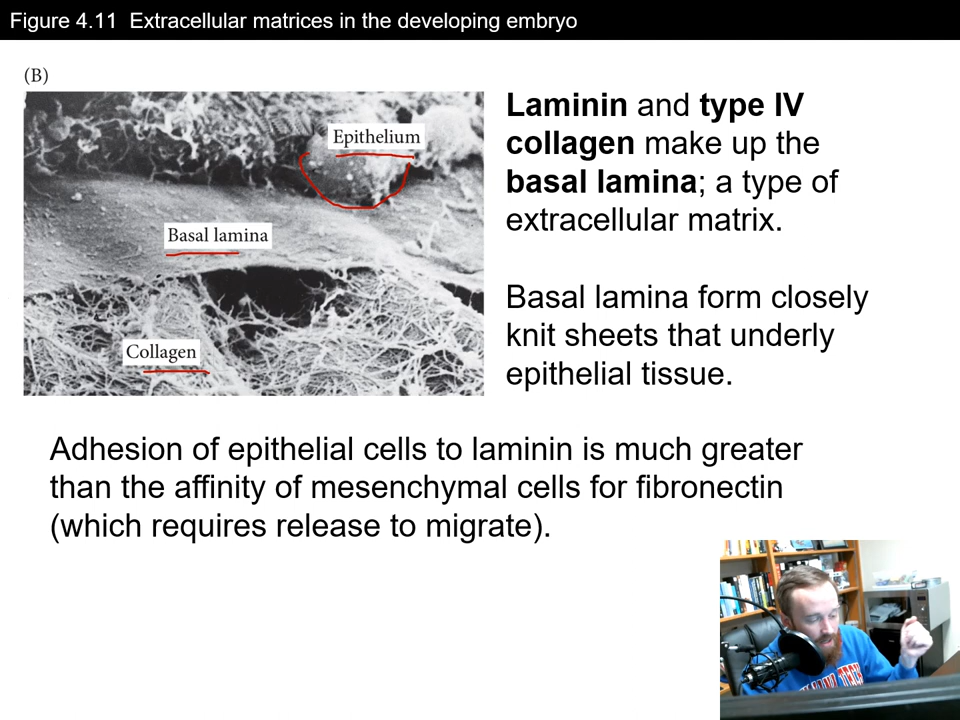 Figure 4.11 Extracellular matrices in the developing embryo
(B)
Epithelium
Basal lamina
Collagen
Laminin and type IV
collagen make up the
basal lamina; a type of
extracellular matrix.
Basal lamina form closely
knit sheets that underly
epithelial tissue.
Adhesion of epithelial cells to laminin is much greater
than the affinity of mesenchymal cells for fibronectin
(which requires release to migrate).
TECH